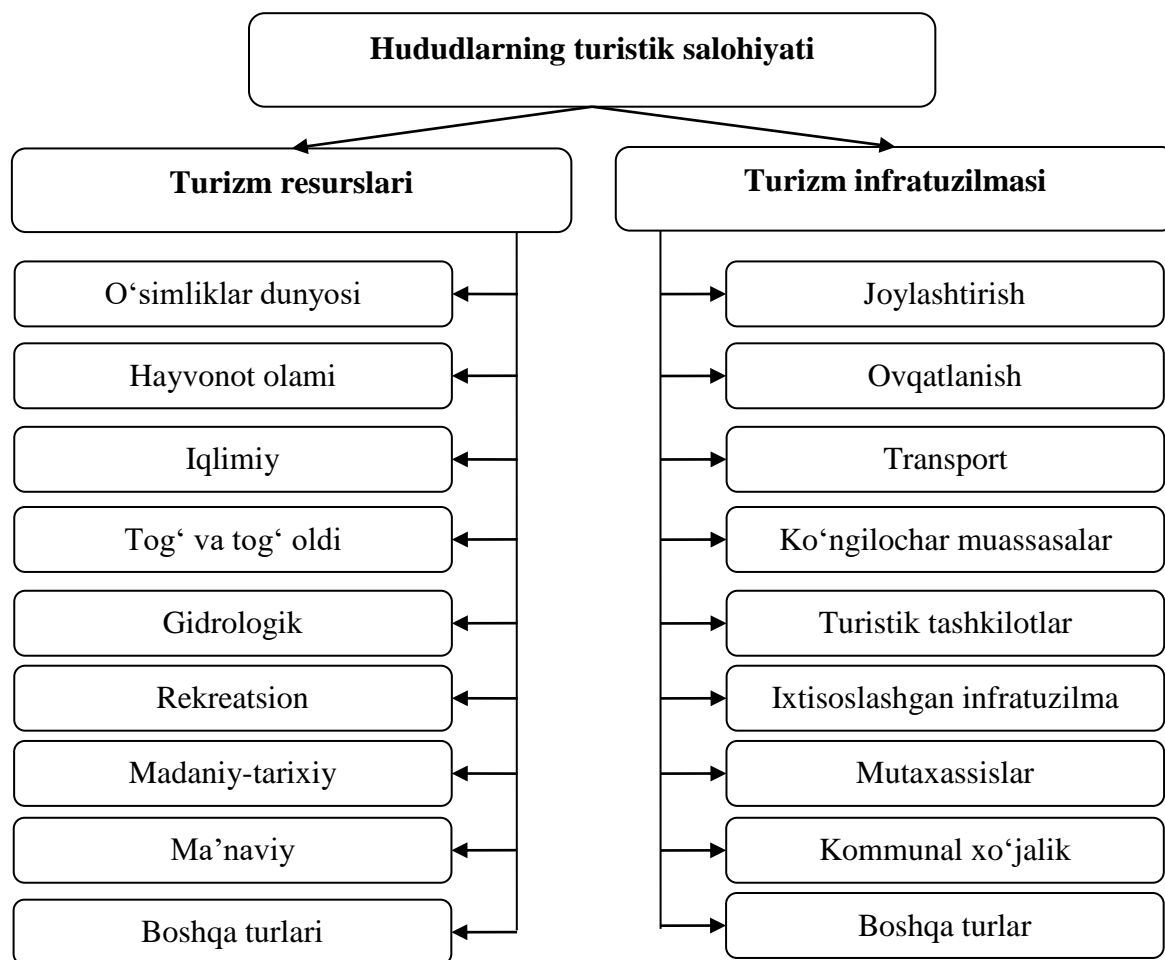 Hududlarning turistik salohiyati
Turizm resurslari
O‘simliklar dunyosi
Hayvonot olami
Iqlimiy
Tog‘ va tog‘ oldi
Gidrologik
Rekreatsion
Madaniy-tarixiy
Ma’naviy
Boshqa turlari
Turizm infratuzilmasi
Joylashtirish
Ovqatlanish
Transport
Ko‘ngilochar muassasalar
Turistik tashkilotlar
Ixtisoslashgan infratuzilma
Mutaxassislar
Kommunal xo‘jalik
Boshqa turlar